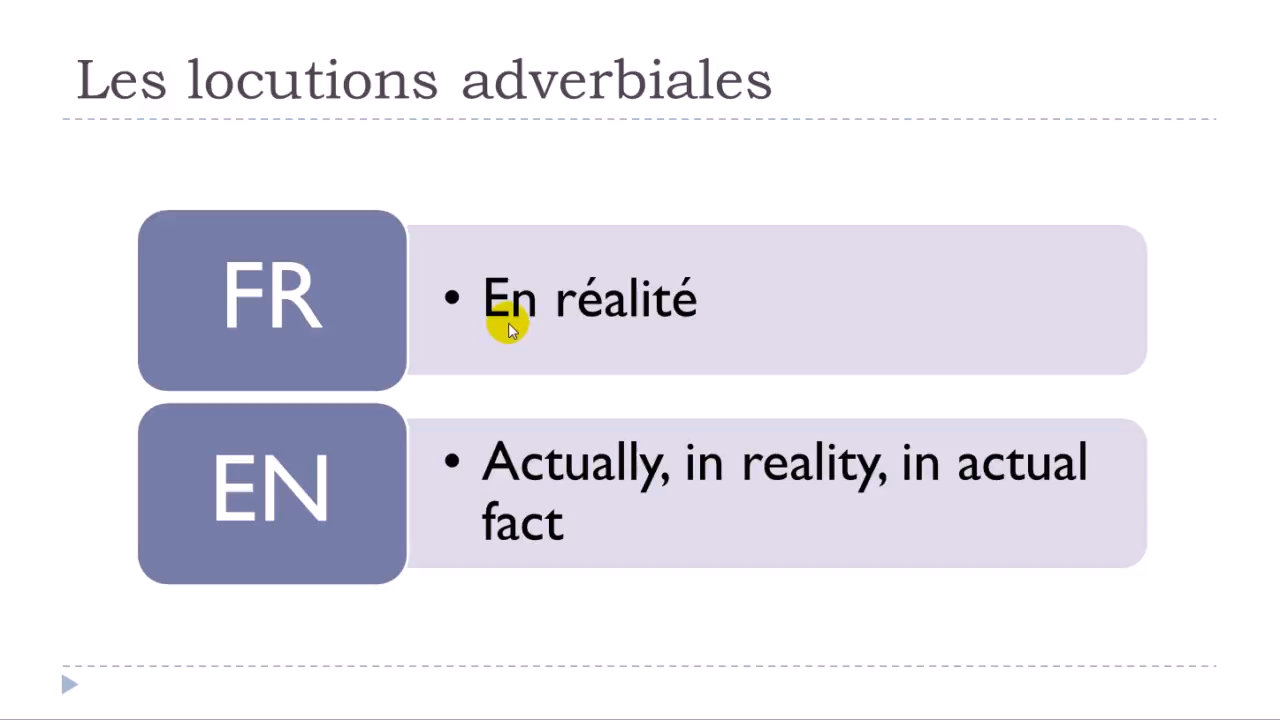 Les locutions adverbiales
FR
• En réalité
EN
• Actually, in reality, in actual
fact